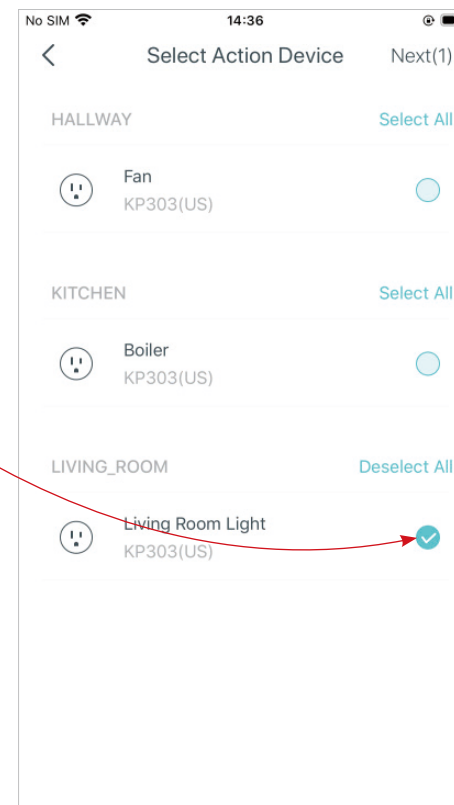 No SIM 14:36
Select Action Device Next(1)
HALLWAY Select All
Fan
KP303(US)
KITCHEN Select All
Boiler
KP303(US)
LIVING_ROOM Deselect All
Living Room Light
KP303(US)